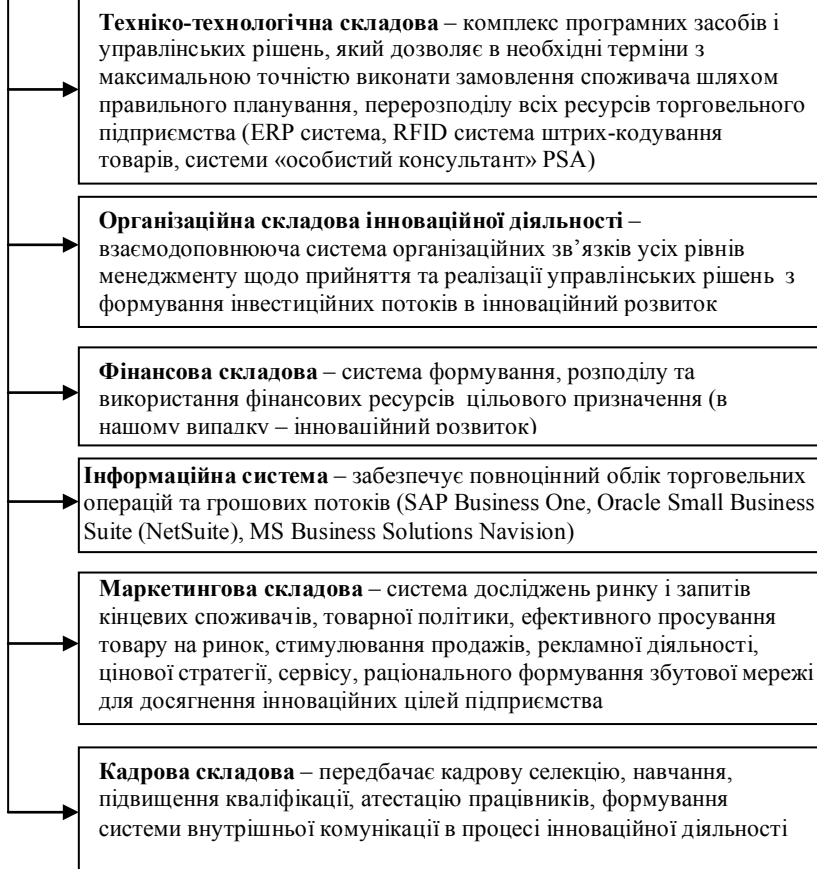 Техніко-технологічна складова – комплекс програмних засобів і
управлінських рішень, який дозволяє в необхідні терміни з
максимальною точністю виконати замовлення споживача шляхом
правильного планування, перерозподілу всіх ресурсів торговельного
підприємства (ERP система, RFID система штрих-кодування
товарів, системи «особистий консультант» PSA)
Організаційна складова інноваційної діяльності –
взаємодоповнююча система організаційних зв’язків усіх рівнів
менеджменту щодо прийняття та реалізації управлінських рішень з
формування інвестиційних потоків в інноваційний розвиток
Фінансова складова – система формування, розподілу та
використання фінансових ресурсів цільового призначення (в
нашому випадку – інноваційний розвиток)
Інформаційна система – забезпечує повноцінний облік торговельних
операцій та грошових потоків (SAP Business One, Oracle Small Business
Suite (NetSuite), MS Business Solutions Navision)
Маркетингова складова – система досліджень ринку і запитів
кінцевих споживачів, товарної політики, ефективного просування
товару на ринок, стимулювання продажів, рекламної діяльності,
цінової стратегії, сервісу, раціонального формування збутової мережі
для досягнення інноваційних цілей підприємства
Кадрова складова – передбачає кадрову селекцію, навчання,
підвищення кваліфікації, атестацію працівників, формування
системи внутрішньої комунікації в процесі інноваційної діяльності